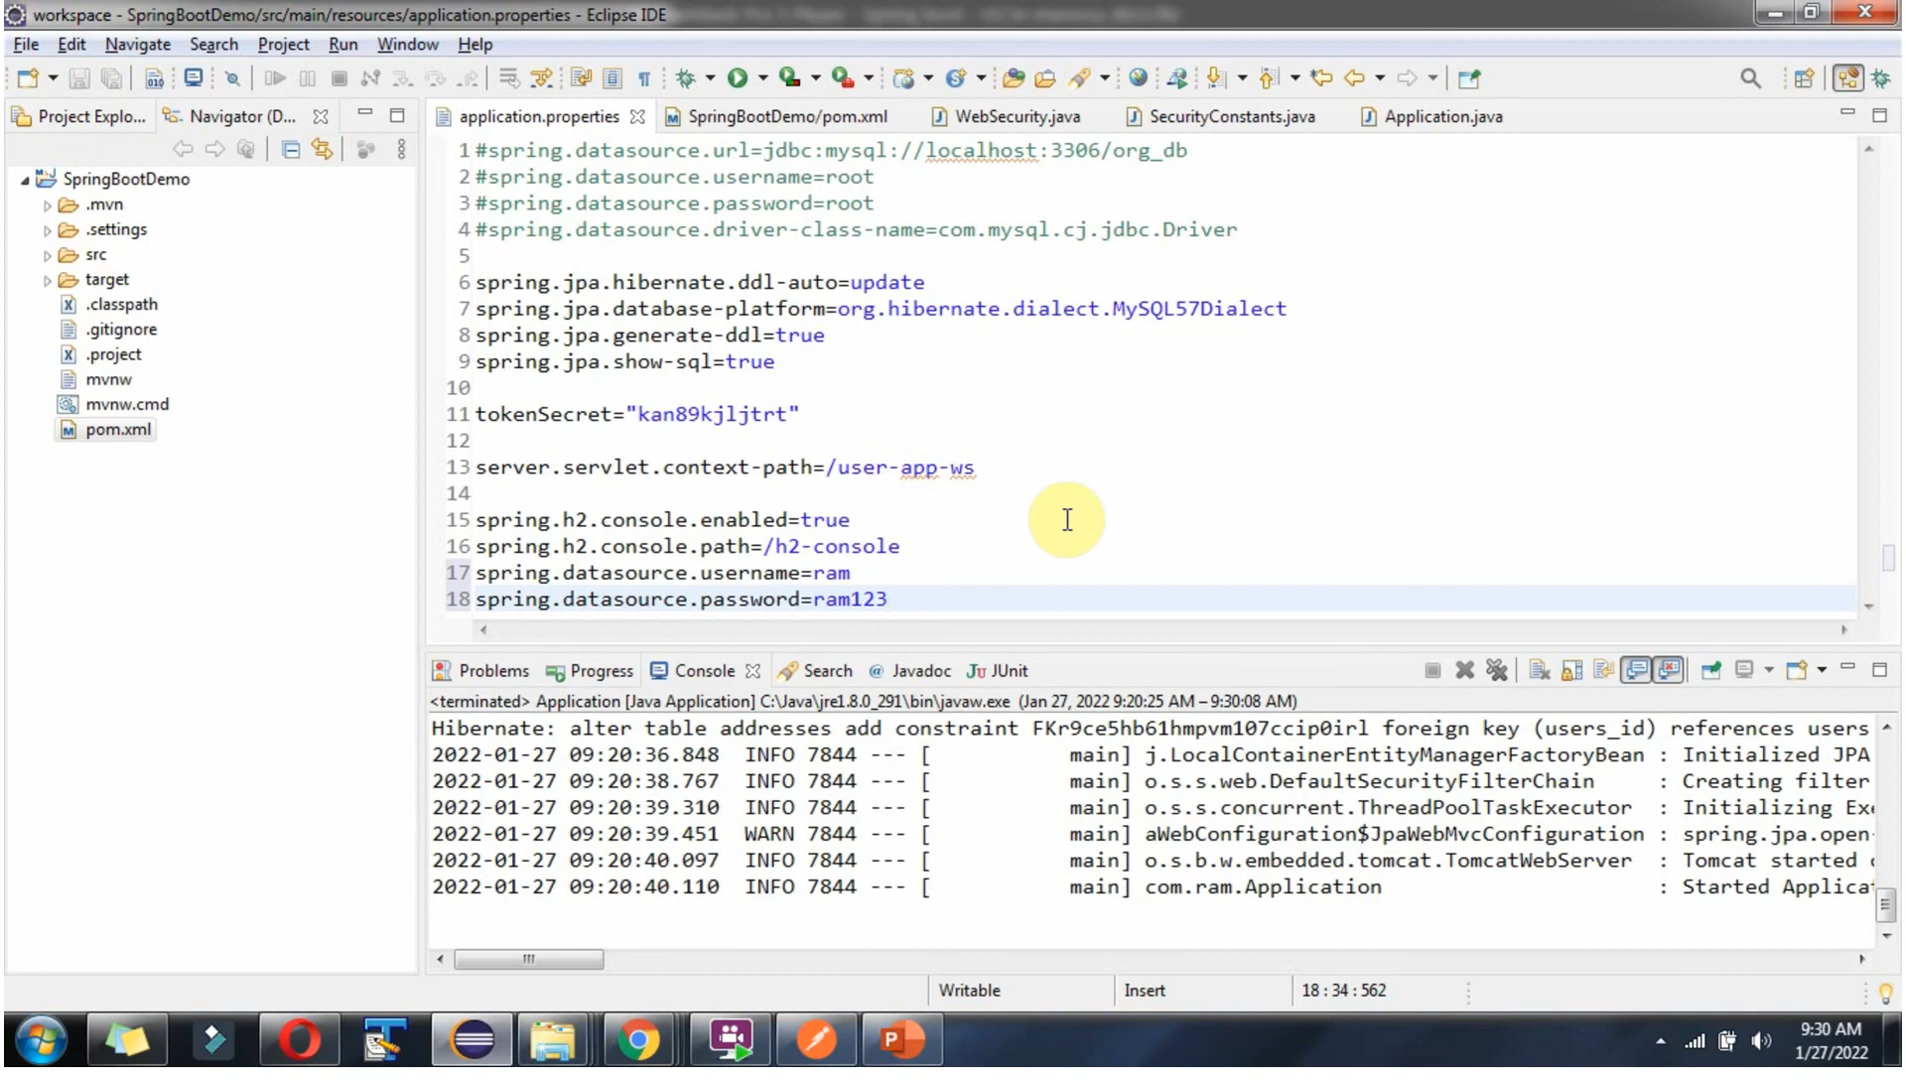 workspace - SpringBootDemo/src/main/resources/application.properties - Eclipse IDE
File Edit Navigate Search Project Run Window Help
Project Explo... Navigator (D...
application.properties SpringBootDemo/pom.xml WebSecurity.java SecurityConstants.java Application.java
SpringBootDemo
.mvn
.settings
src
target
.classpath
.gitignore
.project
mvnw
mvnw.cmd
pom.xml
1 #spring.datasource.url=jdbc:mysql://localhost:3306/org_db
2 #spring.datasource.username=root
3 #spring.datasource.password=root
4 #spring.datasource.driver-class-name=com.mysql.cj.jdbc.Driver
5
6 spring.jpa.hibernate.ddl-auto=update
7 spring.jpa.database-platform=org.hibernate.dialect.MySQL57Dialect
8 spring.jpa.generate-ddl=true
9 spring.jpa.show-sql=true
10
11 tokenSecret="kan89kjljtrt"
12
13 server.servlet.context-path=/user-app-ws
14
15 spring.h2.console.enabled=true
16 spring.h2.console.path=/h2-console
17 spring.datasource.username=ram
18 spring.datasource.password=ram123
Problems Progress Console Search @ Javadoc JUnit
<terminated> Application [Java Application] C:\Java\jre1.8.0_291\bin\javaw.exe (Jan 27, 2022 9:20:25 AM – 9:30:08 AM)
Hibernate: alter table addresses add constraint FKr9ce5hb61hmpvm107ccip0irl foreign key (users_id) references users
2022-01-27 09:20:36.848 INFO 7844 --- [ main] j.LocalContainerEntityManagerFactoryBean : Initialized JPA
2022-01-27 09:20:38.767 INFO 7844 --- [ main] o.s.s.web.DefaultSecurityFilterChain : Creating filter
2022-01-27 09:20:39.310 INFO 7844 --- [ main] o.s.s.concurrent.ThreadPoolTaskExecutor : Initializing Exe
2022-01-27 09:20:39.451 WARN 7844 --- [ main] aWebConfiguration$JpaWebMvcConfiguration : spring.jpa.open-
2022-01-27 09:20:40.097 INFO 7844 --- [ main] o.s.b.w.embedded.tomcat.TomcatWebServer : Tomcat started
2022-01-27 09:20:40.110 INFO 7844 --- [ main] com.ram.Application : Started Applica
Writable Insert 18 : 34 : 562
9:30 AM
1/27/2022